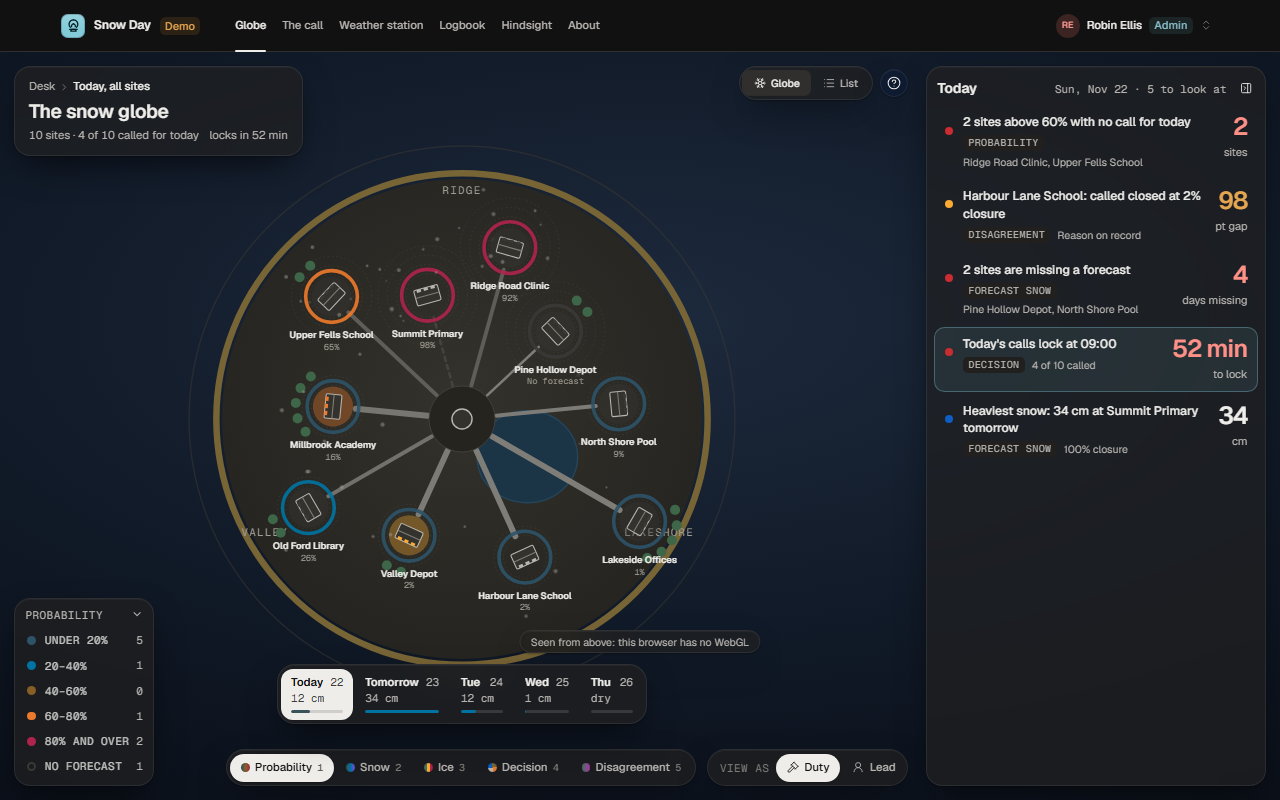 Snow Day Demo Globe The call Weather station Logbook Hindsight About RE Robin Ellis Admin
Desk › Today, all sites
The snow globe
10 sites · 4 of 10 called for today locks in 52 min
Globe List
RIDGE
Ridge Road Clinic
92%
Upper Fells School
65%
Summit Primary
98%
Pine Hollow Depot
No forecast
Millbrook Academy
16%
North Shore Pool
9%
VALLEY
Old Ford Library
26%
LAKESHORE
Lakeside Offices
1%
Valley Depot
2%
Harbour Lane School
2%
Seen from above: this browser has no WebGL
PROBABILITY
UNDER 20% 5
20-40% 1
40-60% 0
60-80% 1
80% AND OVER 2
NO FORECAST 1
Today 22
12 cm
Tomorrow 23
34 cm
Tue 24
12 cm
Wed 25
1 cm
Thu 26
dry
Probability 1 Snow 2 Ice 3 Decision 4 Disagreement 5
VIEW AS Duty Lead
Today Sun, Nov 22 · 5 to look at
2 sites above 60% with no call for today
PROBABILITY
Ridge Road Clinic, Upper Fells School
2
sites
Harbour Lane School: called closed at 2%
closure
DISAGREEMENT Reason on record
98
pt gap
2 sites are missing a forecast
FORECAST SNOW
Pine Hollow Depot, North Shore Pool
4
days missing
Today's calls lock at 09:00
DECISION 4 of 10 called
52 min
to lock
Heaviest snow: 34 cm at Summit Primary
tomorrow
FORECAST SNOW 100% closure
34
cm